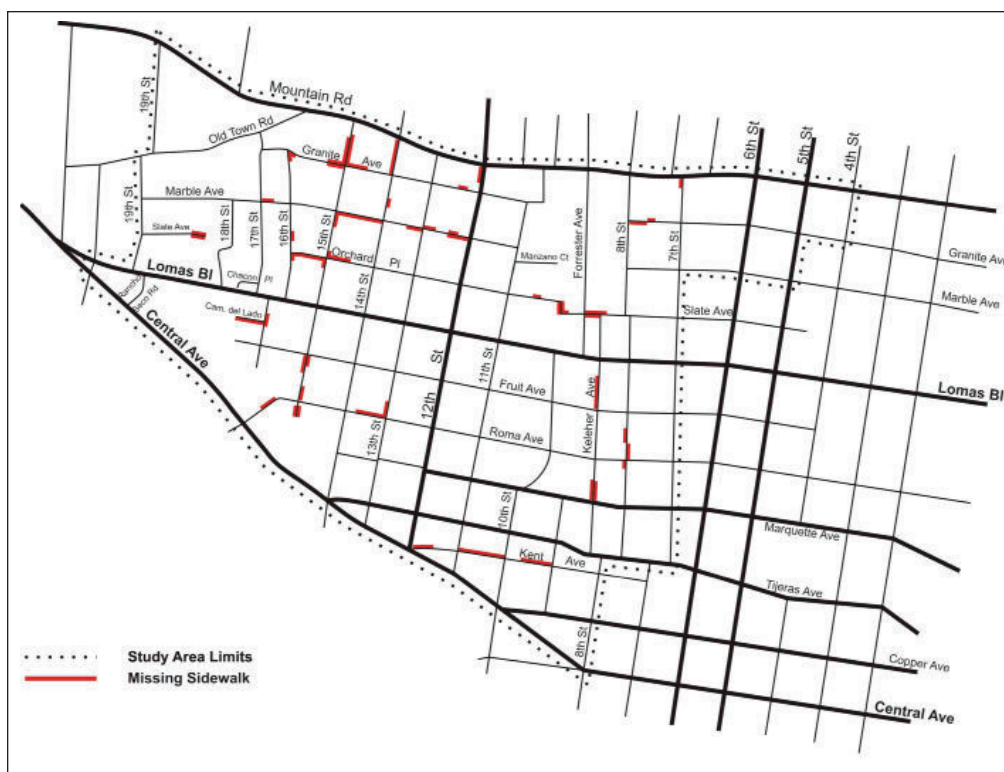 Mountain Rd
19th St
Old Town Rd
Granite Ave
6th St
5th St
4th St
19th St
Marble Ave
Slate Ave
18th St
17th St
16th St
15th St
Orchard Pl
Forrester Ave
8th St
7th St
Manzano Ct
Granite Ave
Marble Ave
Lomas Bl
Chacon Pl
14th St
Slate Ave
Cam. del Lado
Central Ave
12th St
11th St
Fruit Ave
Keleher Ave
Lomas Bl
13th St
Roma Ave
10th St
Marquette Ave
Kent Ave
Tijeras Ave
8th St
Copper Ave
Central Ave
Study Area Limits
Missing Sidewalk